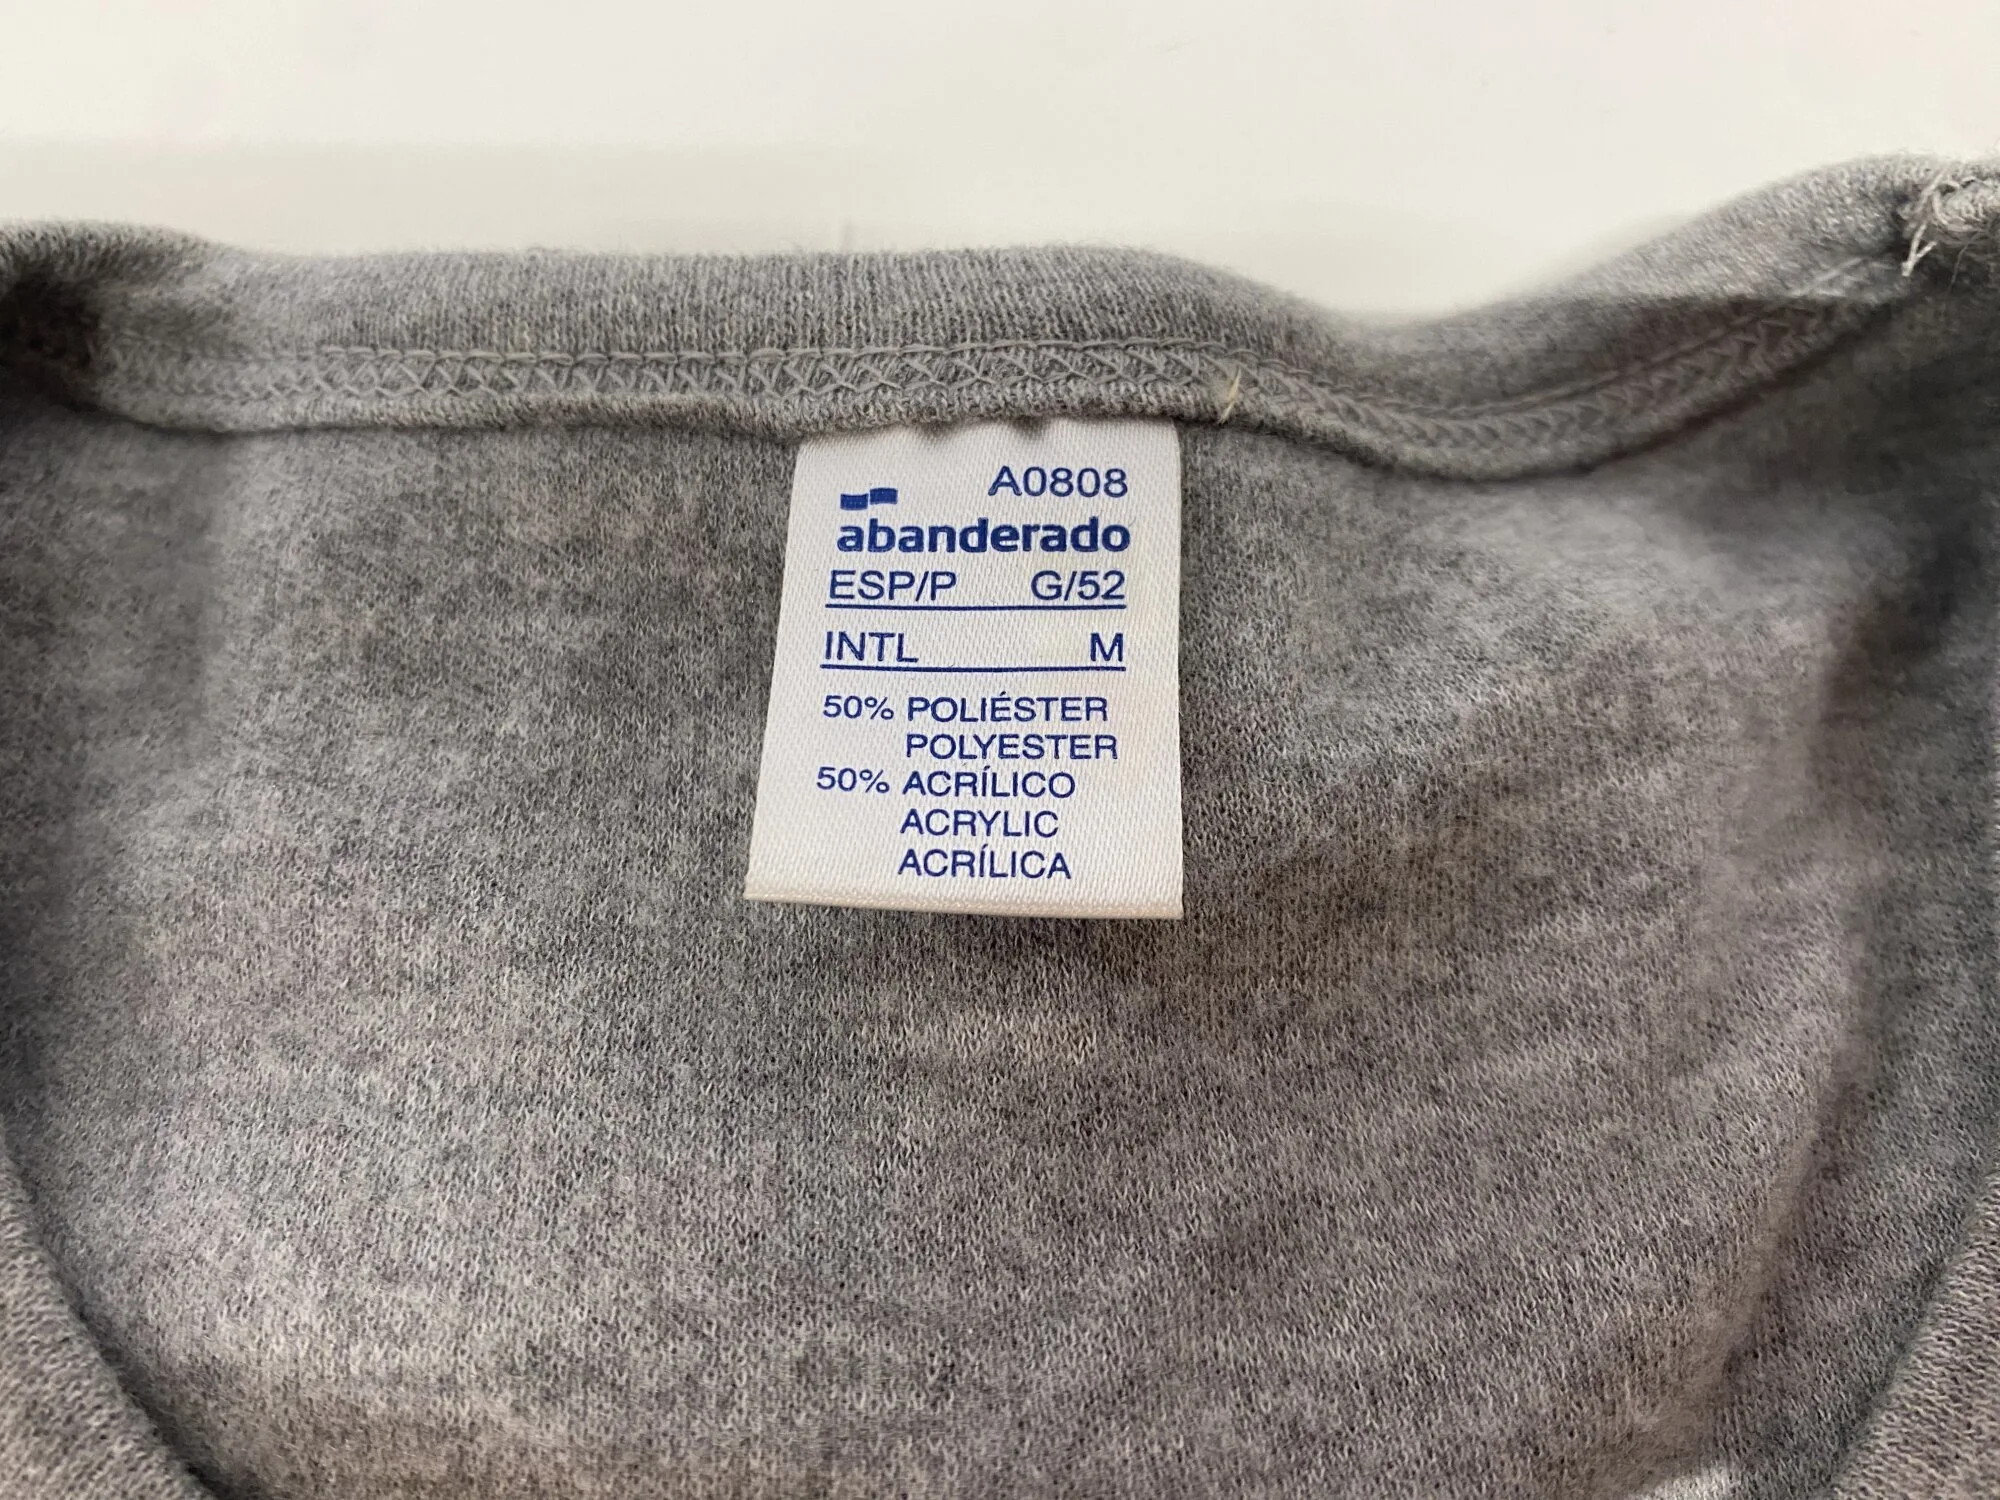 A0808
abanderado
ESP/P G/52
INTL M
50% POLIÉSTER
POLYESTER
50% ACRÍLICO
ACRYLIC
ACRÍLICA